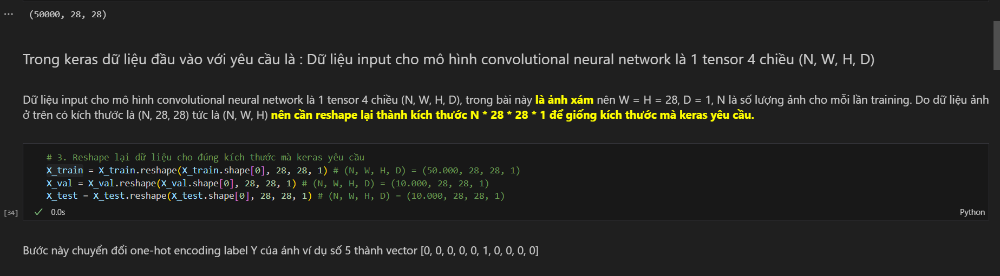 ... (50000, 28, 28)
Trong keras dữ liệu đầu vào với yêu cầu là : Dữ liệu input cho mô hình convolutional neural network là 1 tensor 4 chiều (N, W, H, D)
Dữ liệu input cho mô hình convolutional neural network là 1 tensor 4 chiều (N, W, H, D), trong bài này là ảnh xám nên W = H = 28, D = 1, N là số lượng ảnh cho mỗi lần training. Do dữ liệu ảnh
ở trên có kích thước là (N, 28, 28) tức là (N, W, H) nên cần reshape lại thành kích thước N * 28 * 28 * 1 để giống kích thước mà keras yêu cầu.
# 3. Reshape lại dữ liệu cho đúng kích thước mà keras yêu cầu
X_train = X_train.reshape(X_train.shape[0], 28, 28, 1) # (N, W, H, D) = (50.000, 28, 28, 1)
X_val = X_val.reshape(X_val.shape[0], 28, 28, 1) # (N, W, H, D) = (10.000, 28, 28, 1)
X_test = X_test.reshape(X_test.shape[0], 28, 28, 1) # (N, W, H, D) = (10.000, 28, 28, 1)
[34] ✓ 0.0s Python
Bước này chuyển đổi one-hot encoding label Y của ảnh ví dụ số 5 thành vector [0, 0, 0, 0, 0, 1, 0, 0, 0, 0]